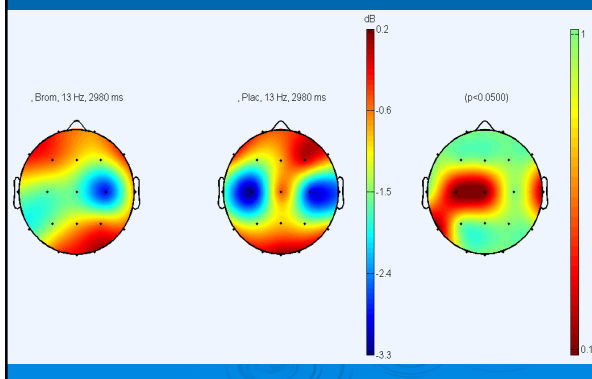 dB
0.2
1
, Brom, 13 Hz, 2980 ms
, Plac, 13 Hz, 2980 ms
(p<0.0500)
-0.6
-1.5
-2.4
-3.3
0.1